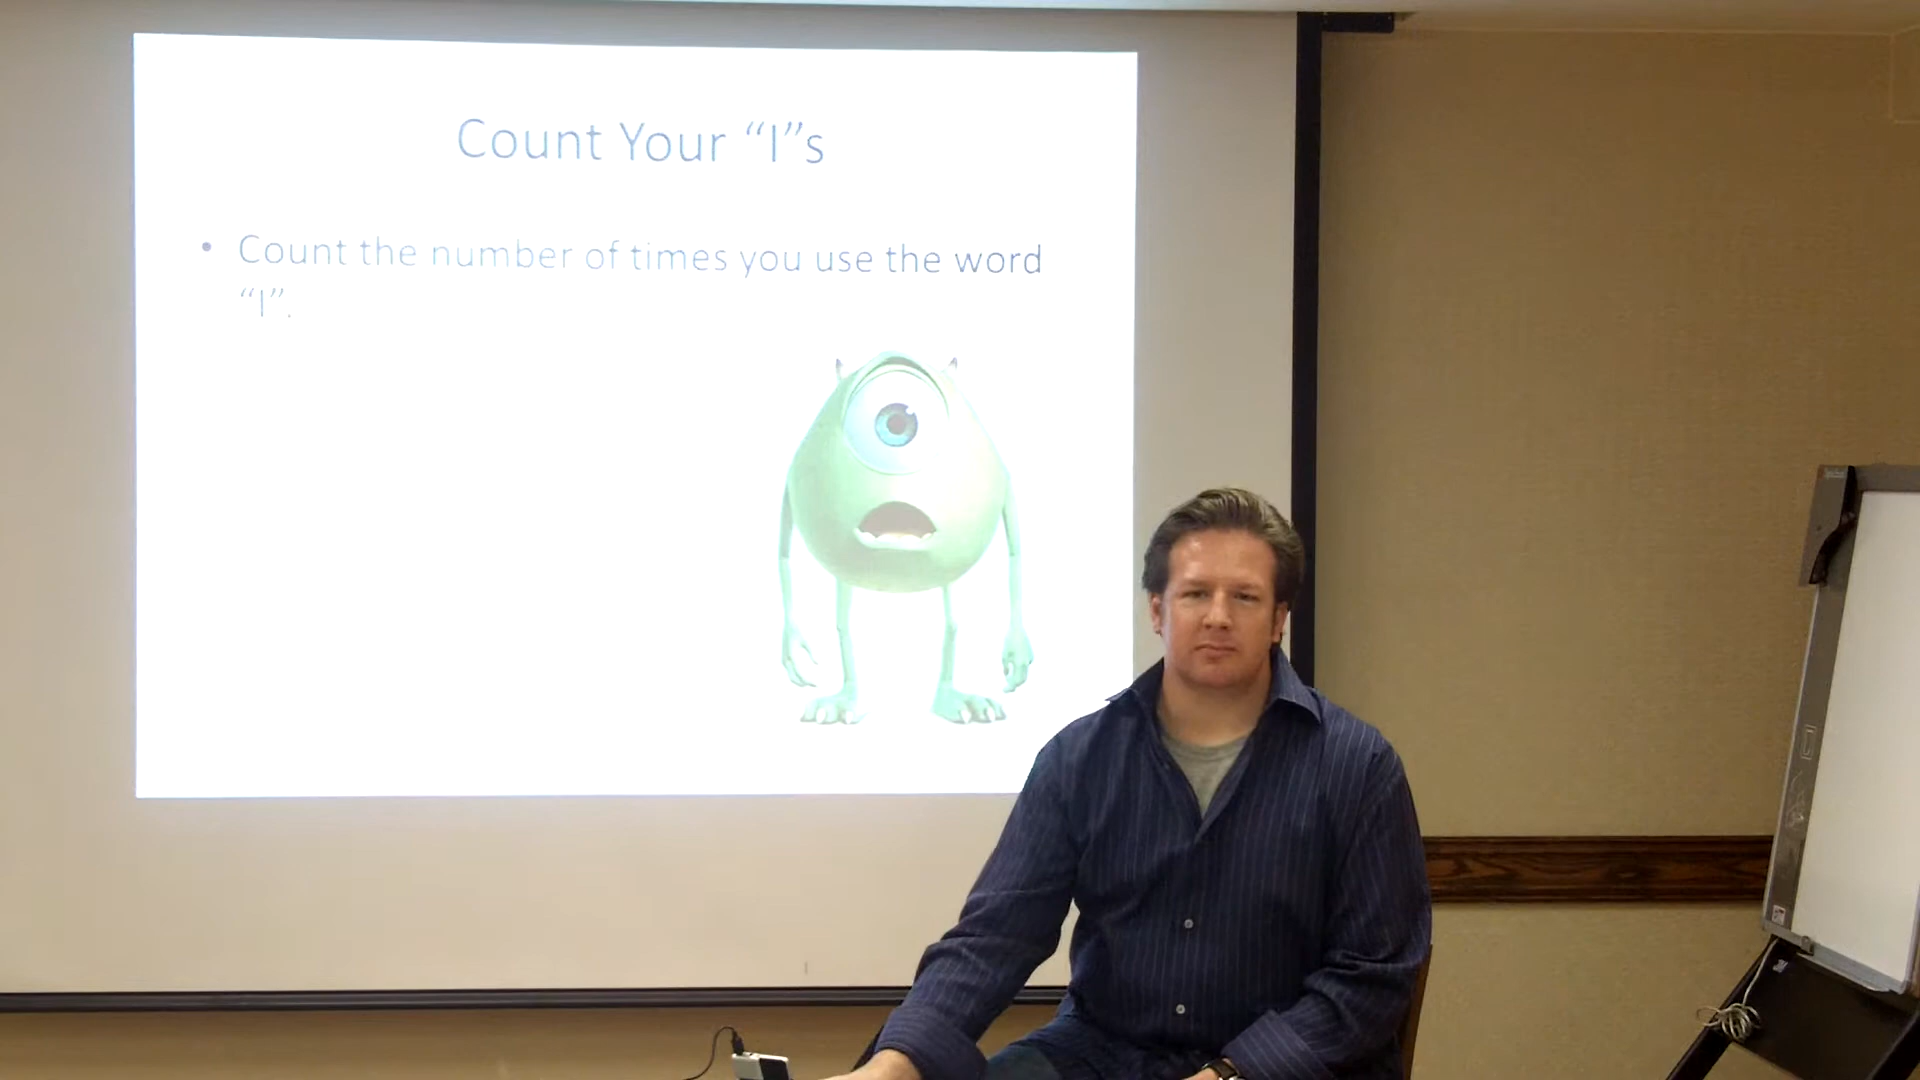 Count Your “I”s
• Count the number of times you use the word
“I”.